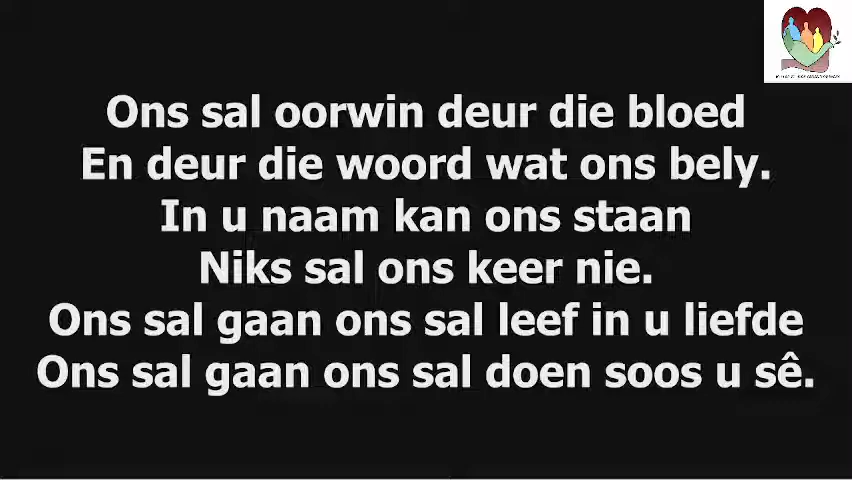 Ons sal oorwin deur die bloed
En deur die woord wat ons bely.
In u naam kan ons staan
Niks sal ons keer nie.
Ons sal gaan ons sal leef in u liefde
Ons sal gaan ons sal doen soos u sê.